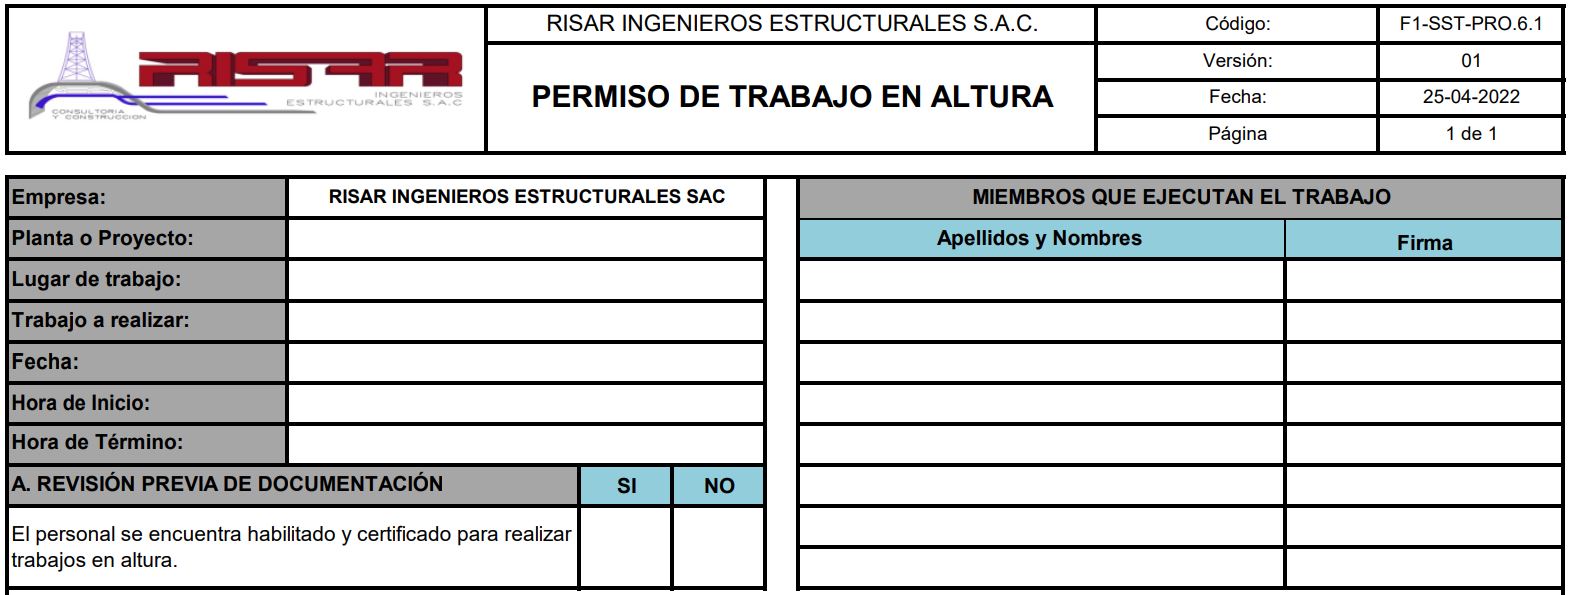 RISAR
INGENIEROS
ESTRUCTURALES S.A.C
CONSULTORIA
Y CONSTRUCCION
RISAR INGENIEROS ESTRUCTURALES S.A.C.
PERMISO DE TRABAJO EN ALTURA
Código: F1-SST-PRO.6.1
Versión: 01
Fecha: 25-04-2022
Página 1 de 1
Empresa: RISAR INGENIEROS ESTRUCTURALES SAC
Planta o Proyecto:
Lugar de trabajo:
Trabajo a realizar:
Fecha:
Hora de Inicio:
Hora de Término:
A. REVISIÓN PREVIA DE DOCUMENTACIÓN SI NO
El personal se encuentra habilitado y certificado para realizar
trabajos en altura.
MIEMBROS QUE EJECUTAN EL TRABAJO
Apellidos y Nombres Firma